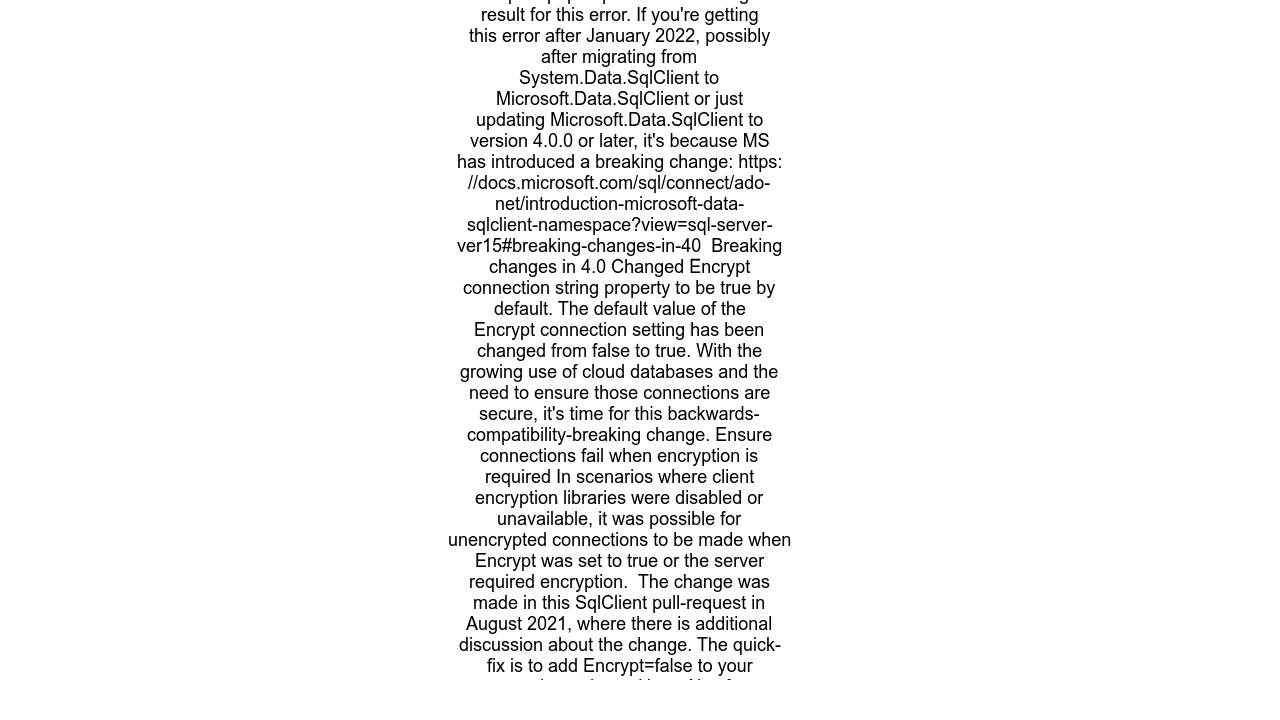 result for this error. If you're getting
this error after January 2022, possibly
after migrating from
System.Data.SqlClient to
Microsoft.Data.SqlClient or just
updating Microsoft.Data.SqlClient to
version 4.0.0 or later, it's because MS
has introduced a breaking change: https:
//docs.microsoft.com/sql/connect/ado-
net/introduction-microsoft-data-
sqlclient-namespace?view=sql-server-
ver15#breaking-changes-in-40  Breaking
changes in 4.0 Changed Encrypt
connection string property to be true by
default. The default value of the
Encrypt connection setting has been
changed from false to true. With the
growing use of cloud databases and the
need to ensure those connections are
secure, it's time for this backwards-
compatibility-breaking change. Ensure
connections fail when encryption is
required In scenarios where client
encryption libraries were disabled or
unavailable, it was possible for
unencrypted connections to be made when
Encrypt was set to true or the server
required encryption.  The change was
made in this SqlClient pull-request in
August 2021, where there is additional
discussion about the change. The quick-
fix is to add Encrypt=false to your